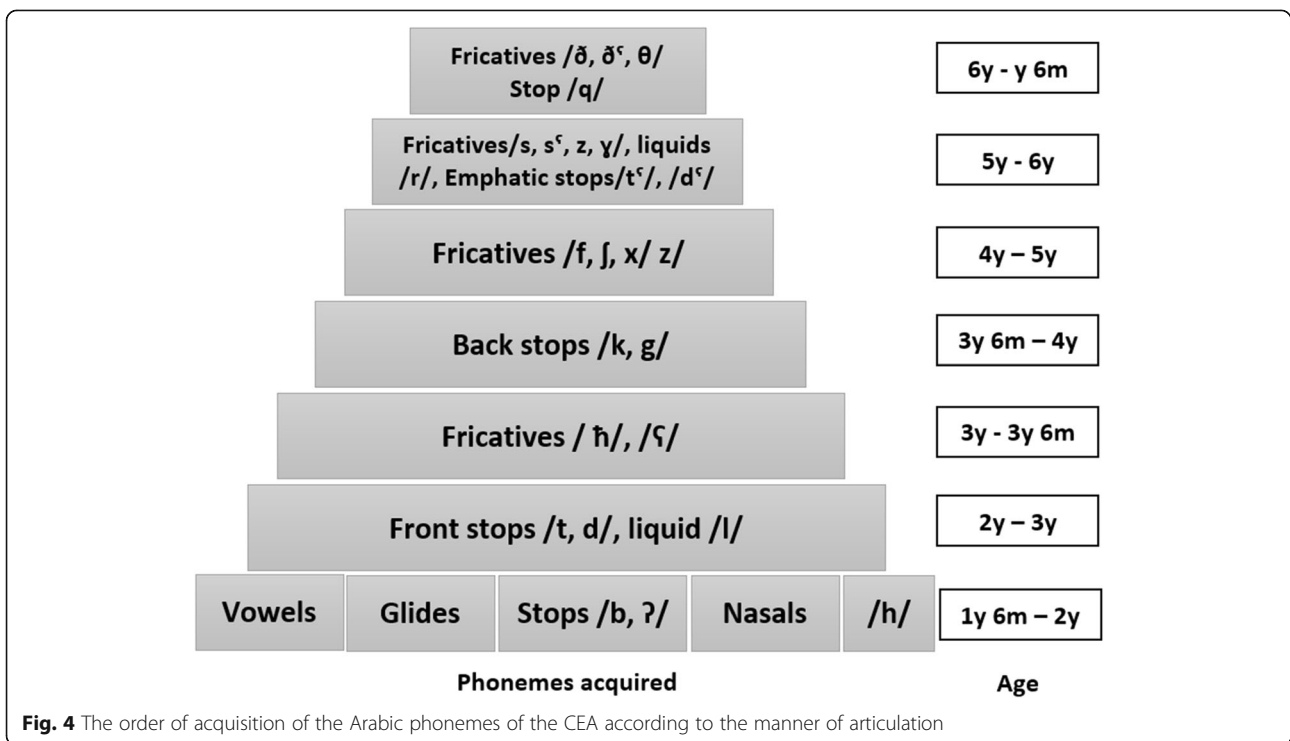 Fricatives /ð, ðˤ, θ/
Stop /q/
6y - y 6m
Fricatives/s, sˤ, z, ɣ/, liquids
/r/, Emphatic stops/tˤ/, /dˤ/
5y - 6y
Fricatives /f, ʃ, x/ z/
4y – 5y
Back stops /k, g/
3y 6m – 4y
Fricatives / ħ/, /ʕ/
3y - 3y 6m
Front stops /t, d/, liquid /l/
2y – 3y
Vowels
Glides
Stops /b, ʔ/
Nasals
/h/
1y 6m – 2y
Phonemes acquired
Age
Fig. 4 The order of acquisition of the Arabic phonemes of the CEA according to the manner of articulation